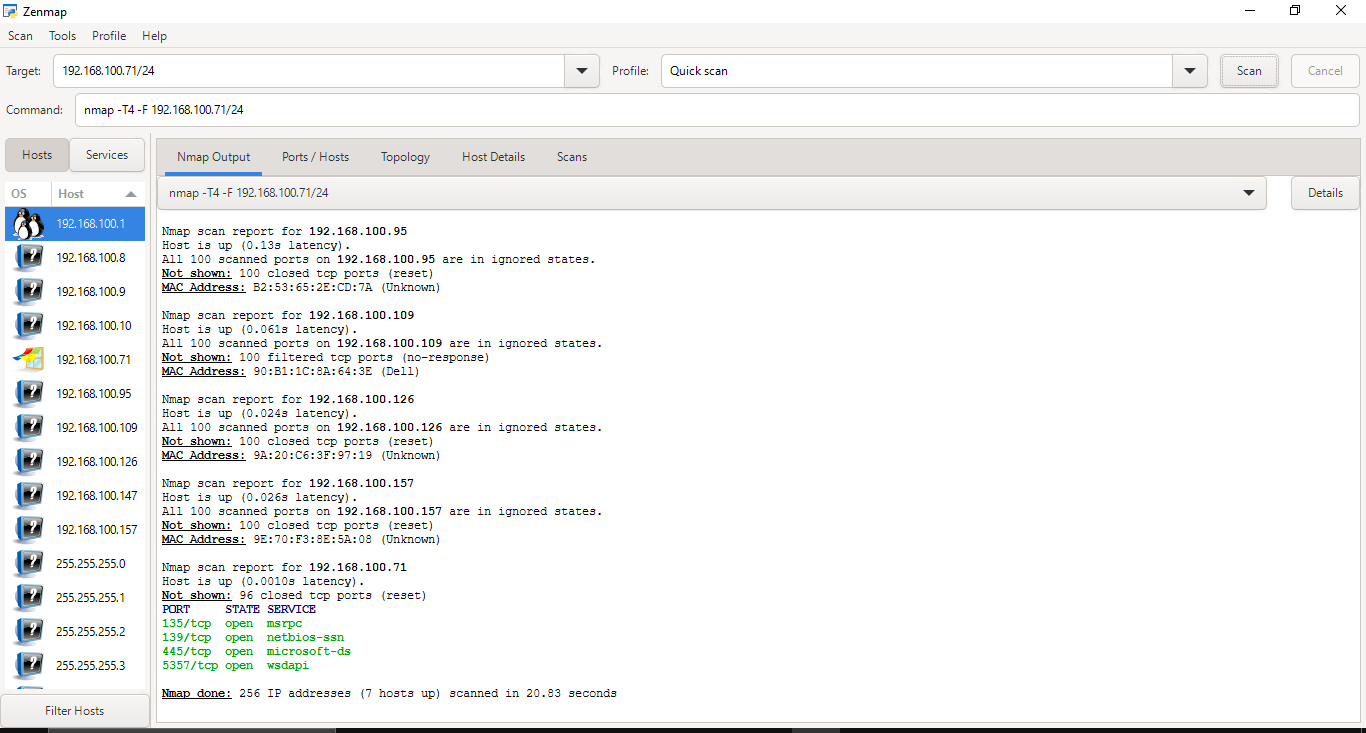 Zenmap
Scan Tools Profile Help
Target: 192.168.100.71/24 Profile: Quick scan Scan Cancel
Command: nmap -T4 -F 192.168.100.71/24
Hosts Services
OS Host
192.168.100.1
192.168.100.8
192.168.100.9
192.168.100.10
192.168.100.71
192.168.100.95
192.168.100.109
192.168.100.126
192.168.100.147
192.168.100.157
255.255.255.0
255.255.255.1
255.255.255.2
255.255.255.3
Filter Hosts
Nmap Output Ports / Hosts Topology Host Details Scans
nmap -T4 -F 192.168.100.71/24 Details
Nmap scan report for 192.168.100.95
Host is up (0.13s latency).
All 100 scanned ports on 192.168.100.95 are in ignored states.
Not shown: 100 closed tcp ports (reset)
MAC Address: B2:53:65:2E:CD:7A (Unknown)
Nmap scan report for 192.168.100.109
Host is up (0.061s latency).
All 100 scanned ports on 192.168.100.109 are in ignored states.
Not shown: 100 filtered tcp ports (no-response)
MAC Address: 90:B1:1C:8A:64:3E (Dell)
Nmap scan report for 192.168.100.126
Host is up (0.024s latency).
All 100 scanned ports on 192.168.100.126 are in ignored states.
Not shown: 100 closed tcp ports (reset)
MAC Address: 9A:20:C6:3F:97:19 (Unknown)
Nmap scan report for 192.168.100.157
Host is up (0.026s latency).
All 100 scanned ports on 192.168.100.157 are in ignored states.
Not shown: 100 closed tcp ports (reset)
MAC Address: 9E:70:F3:8E:5A:08 (Unknown)
Nmap scan report for 192.168.100.71
Host is up (0.0010s latency).
Not shown: 96 closed tcp ports (reset)
PORT STATE SERVICE
135/tcp open msrpc
139/tcp open netbios-ssn
445/tcp open microsoft-ds
5357/tcp open wsdapi
Nmap done: 256 IP addresses (7 hosts up) scanned in 20.83 seconds